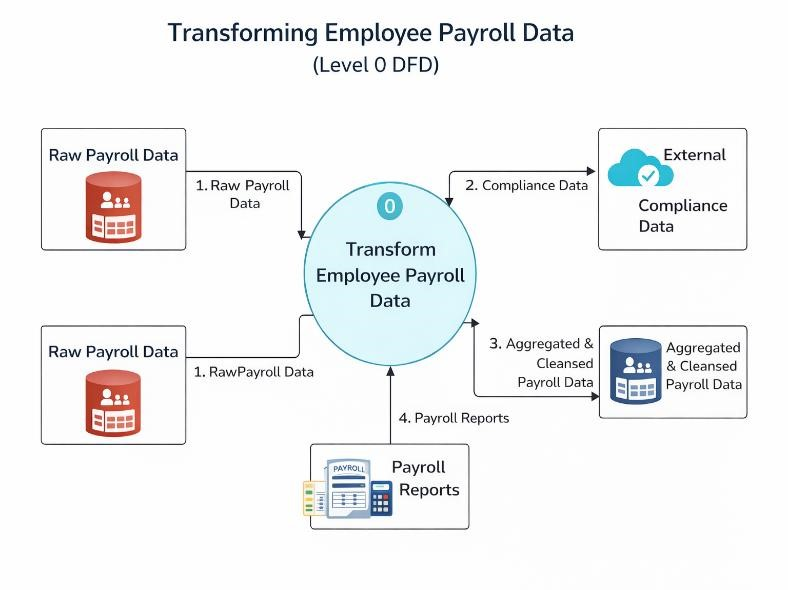 Transforming Employee Payroll Data
(Level 0 DFD)
Raw Payroll Data
1. Raw Payroll
Data
0
Transform
Employee Payroll
Data
2. Compliance Data
External
Compliance
Data
Raw Payroll Data
1. RawPayroll Data
3. Aggregated &
Cleansed
Payroll Data
Aggregated
& Cleansed
Payroll Data
4. Payroll Reports
PAYROLL
Payroll
Reports